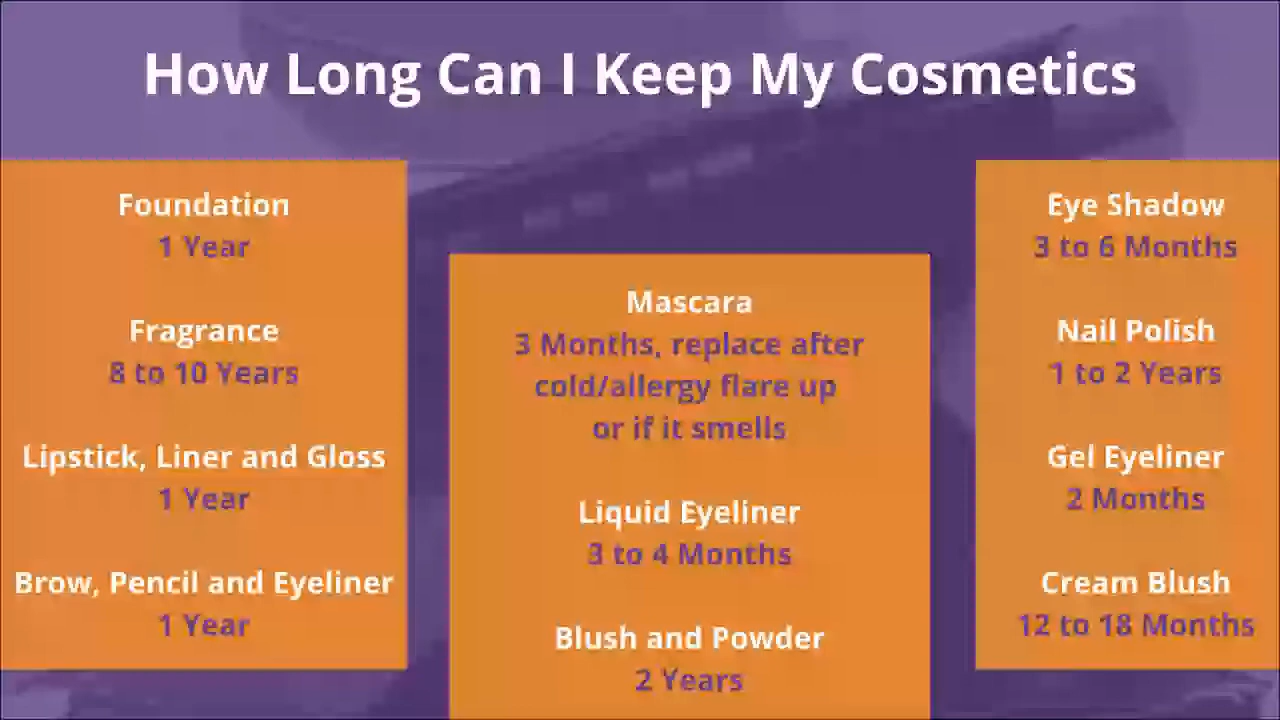 How Long Can I Keep My Cosmetics
Foundation
1 Year
Fragrance
8 to 10 Years
Lipstick, Liner and Gloss
1 Year
Brow, Pencil and Eyeliner
1 Year
Mascara
3 Months, replace after
cold/allergy flare up
or if it smells
Liquid Eyeliner
3 to 4 Months
Blush and Powder
2 Years
Eye Shadow
3 to 6 Months
Nail Polish
1 to 2 Years
Gel Eyeliner
2 Months
Cream Blush
12 to 18 Months